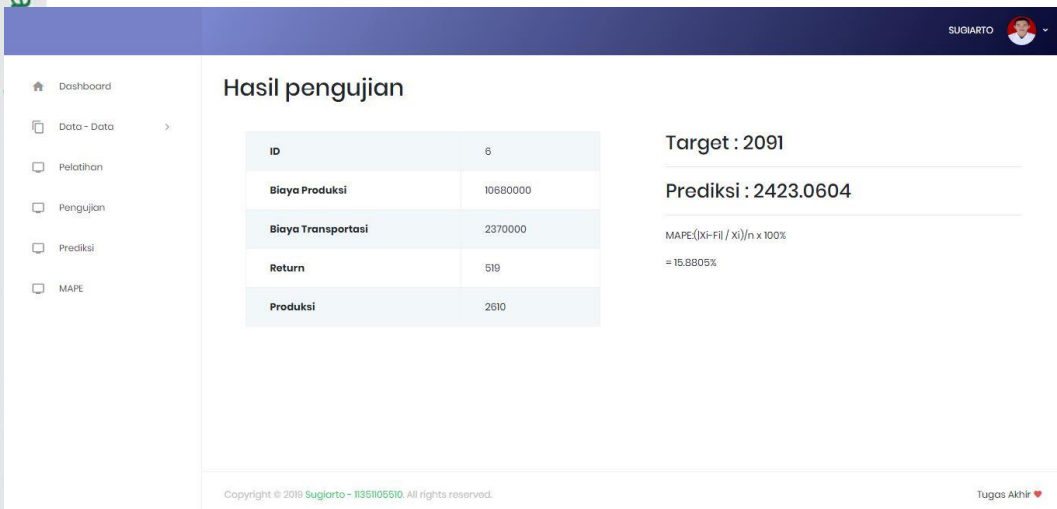 SUGIARTO
Dashboard
Data - Data
Pelatihan
Pengujian
Prediksi
MAPE
Hasil pengujian
ID 6
Biaya Produksi 10680000
Biaya Transportasi 2370000
Return 519
Produksi 2610
Target : 2091
Prediksi : 2423.0604
MAPE:(|Xi-Fi| / Xi)/n x 100%
= 15.8805%
Copyright © 2019 Sugiarto - 11351105510. All rights reserved.
Tugas Akhir